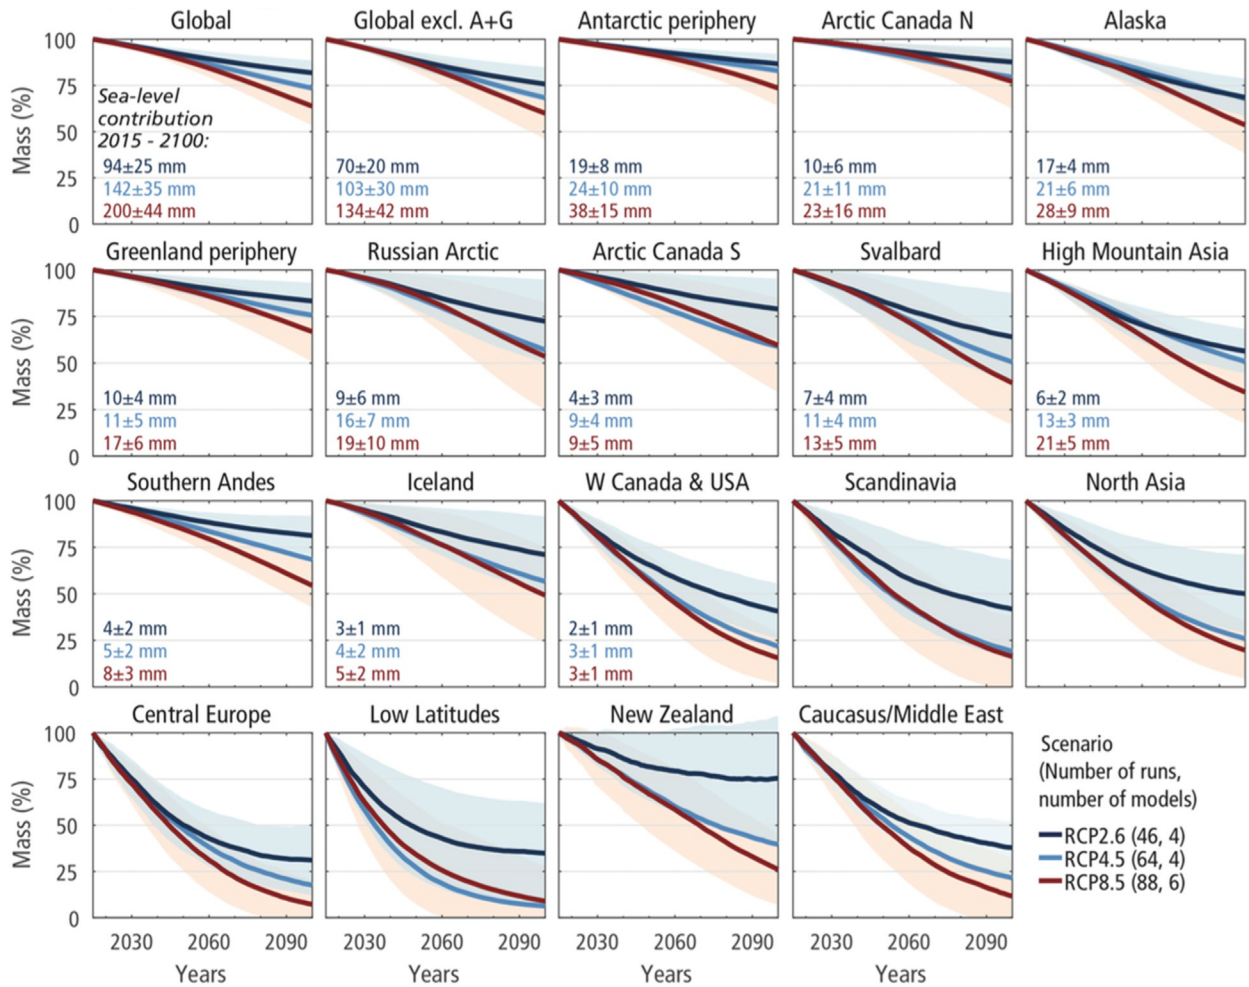 Global
Global excl. A+G
Antarctic periphery
Arctic Canada N
Alaska
Mass (%)
100
75
50
25
0
Sea-level
contribution
2015 - 2100:
94±25 mm
142±35 mm
200±44 mm
70±20 mm
103±30 mm
134±42 mm
19±8 mm
24±10 mm
38±15 mm
10±6 mm
21±11 mm
23±16 mm
17±4 mm
21±6 mm
28±9 mm
Greenland periphery
Russian Arctic
Arctic Canada S
Svalbard
High Mountain Asia
Mass (%)
100
75
50
25
0
10±4 mm
11±5 mm
17±6 mm
9±6 mm
16±7 mm
19±10 mm
4±3 mm
9±4 mm
9±5 mm
7±4 mm
11±4 mm
13±5 mm
6±2 mm
13±3 mm
21±5 mm
Southern Andes
Iceland
W Canada & USA
Scandinavia
North Asia
Mass (%)
100
75
50
25
0
4±2 mm
5±2 mm
8±3 mm
3±1 mm
4±2 mm
5±2 mm
2±1 mm
3±1 mm
3±1 mm
Central Europe
Low Latitudes
New Zealand
Caucasus/Middle East
Mass (%)
100
75
50
25
0
2030 2060 2090
Years
2030 2060 2090
Years
2030 2060 2090
Years
2030 2060 2090
Years
Scenario
(Number of runs,
number of models)
RCP2.6 (46, 4)
RCP4.5 (64, 4)
RCP8.5 (88, 6)